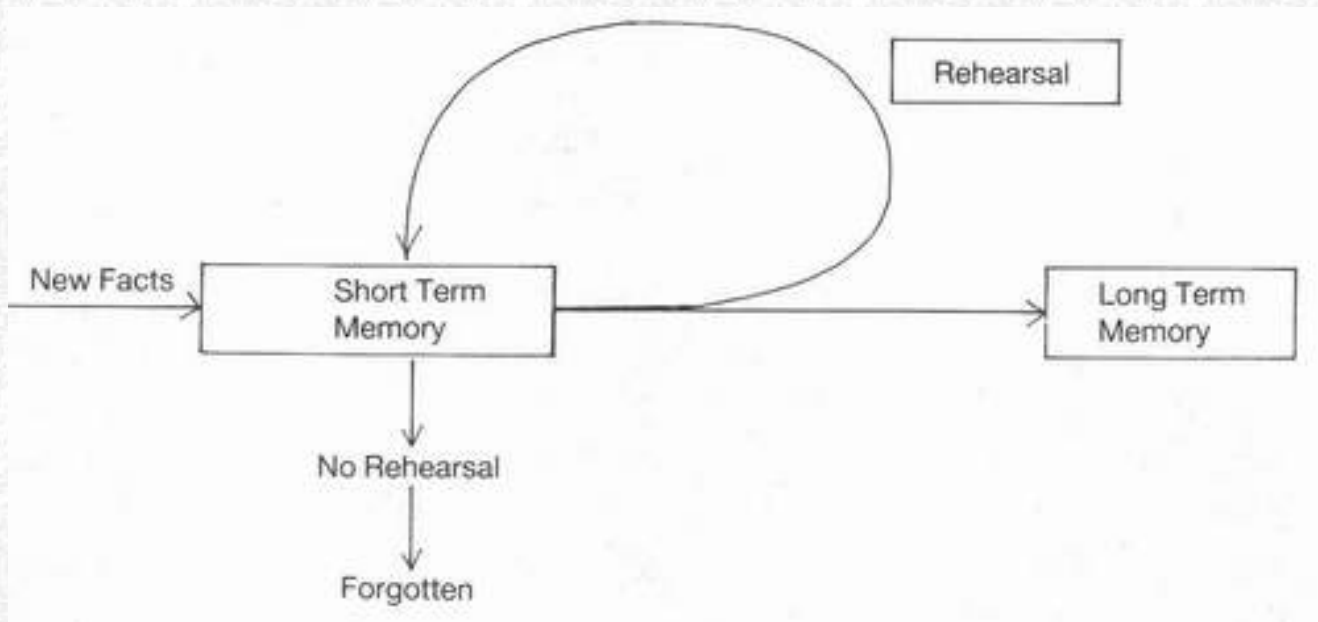 Rehearsal
New Facts
Short Term
Memory
Long Term
Memory
No Rehearsal
Forgotten